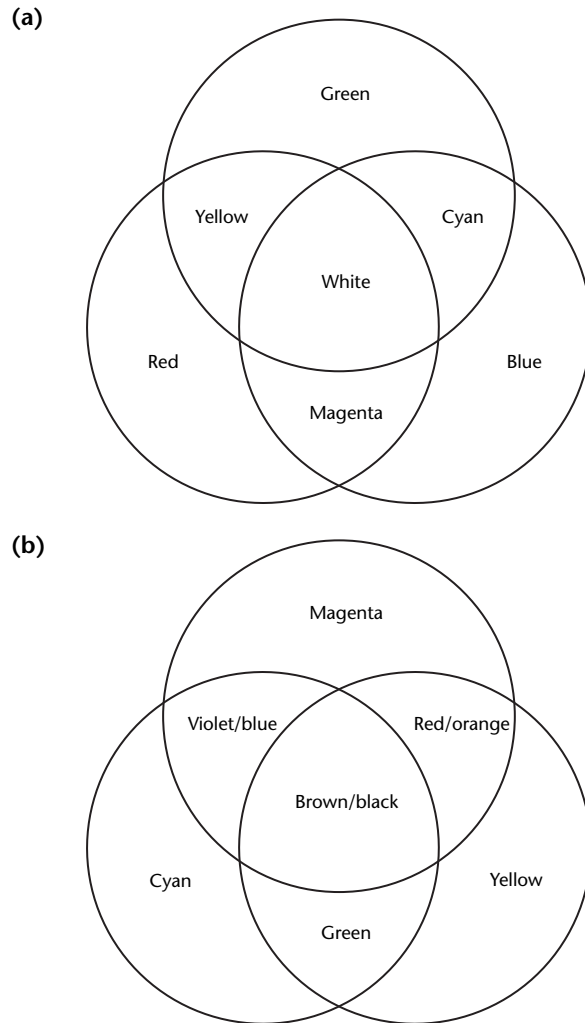 (a)
Green
Yellow Cyan
White
Red Blue
Magenta
(b)
Magenta
Violet/blue Red/orange
Brown/black
Cyan Yellow
Green